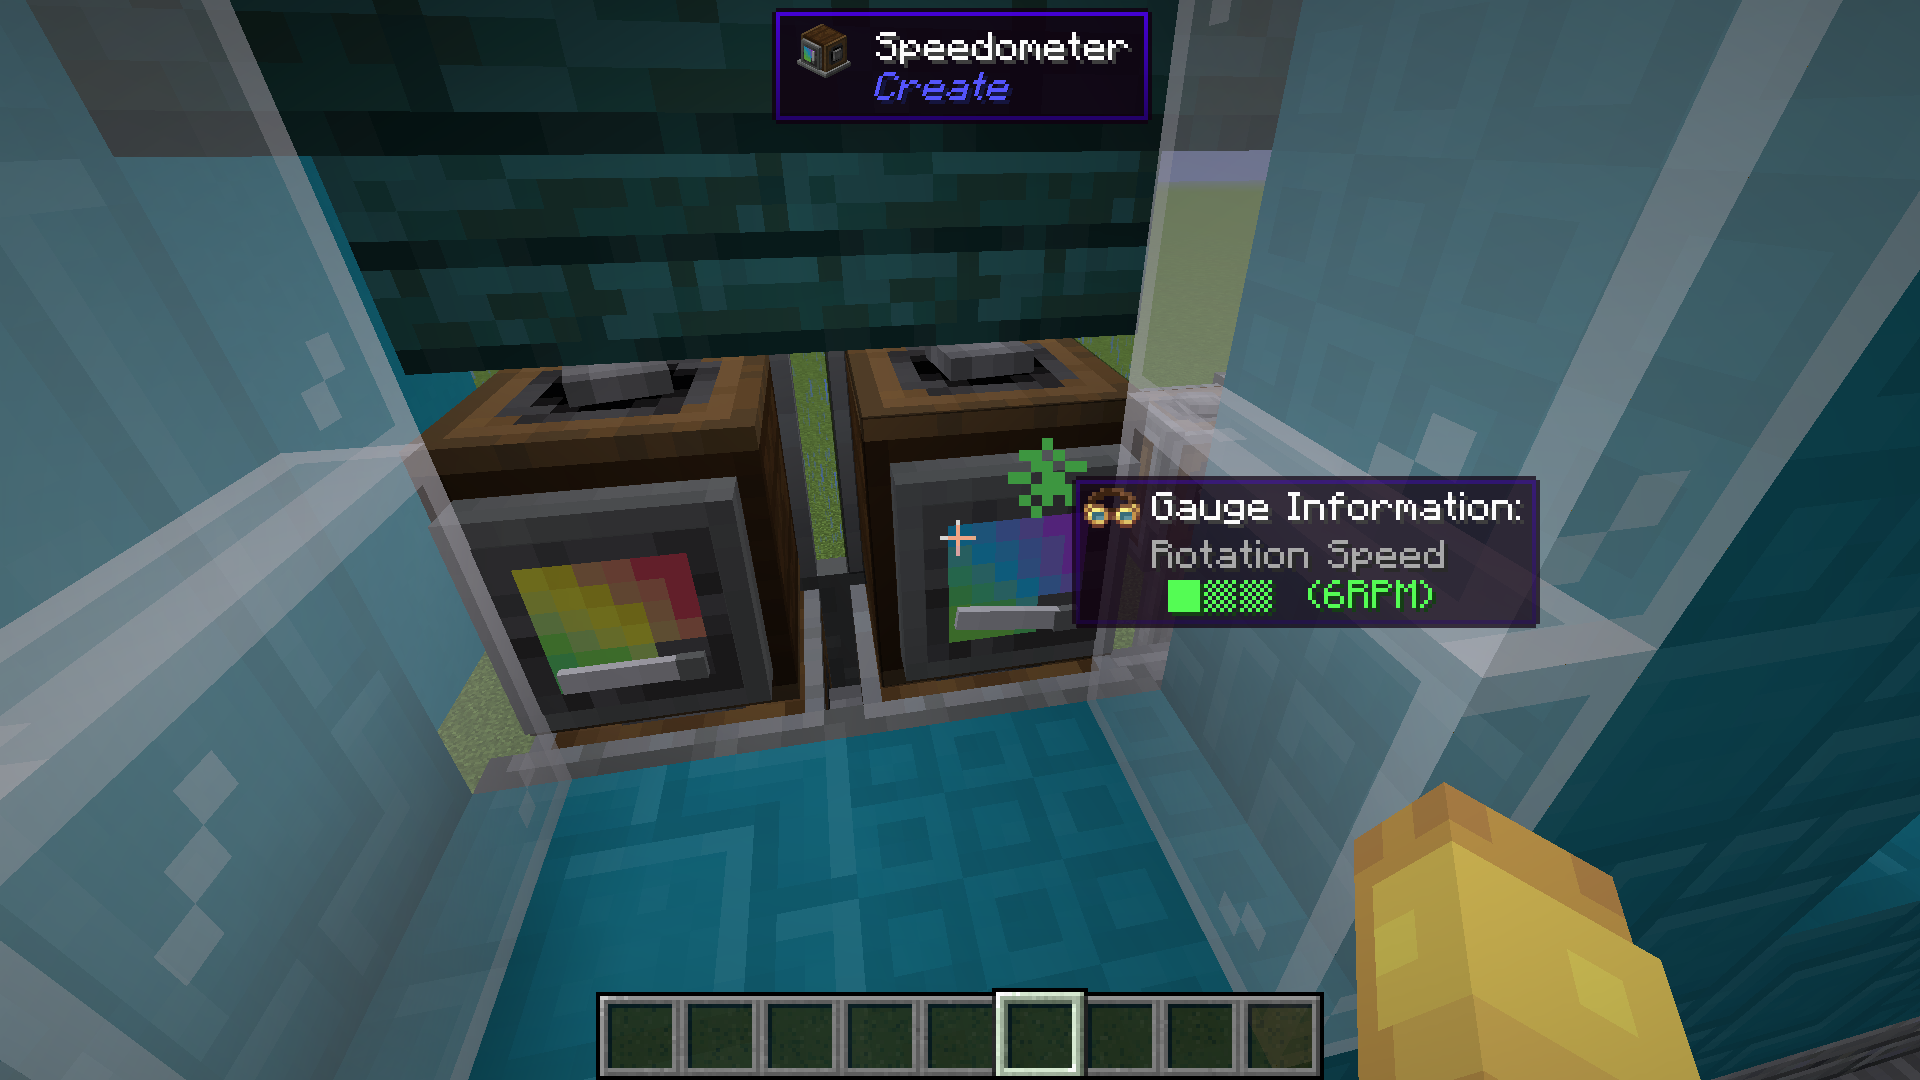 Speedometer
Create
Gauge Information:
Rotation Speed
(6RPM)